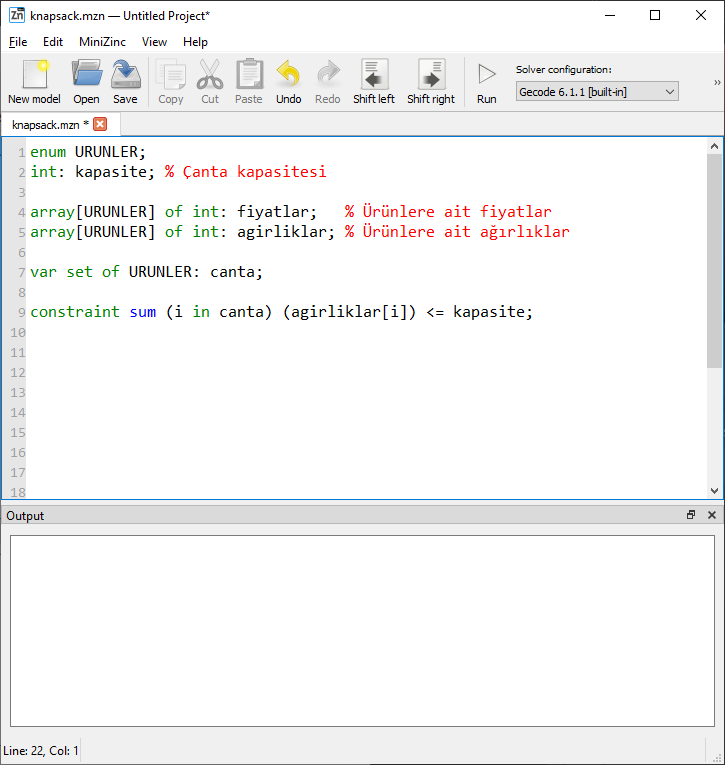 Zn knapsack.mzn — Untitled Project*
File Edit MiniZinc View Help
New model Open Save Copy Cut Paste Undo Redo Shift left Shift right Run Solver configuration: Gecode 6.1.1 [built-in] »
knapsack.mzn *
1 enum URUNLER;
2 int: kapasite; % Çanta kapasitesi
3
4 array[URUNLER] of int: fiyatlar;   % Ürünlere ait fiyatlar
5 array[URUNLER] of int: agirliklar; % Ürünlere ait ağırlıklar
6
7 var set of URUNLER: canta;
8
9 constraint sum (i in canta) (agirliklar[i]) <= kapasite;
10
11
12
13
14
15
16
17
18
Output
Line: 22, Col: 1